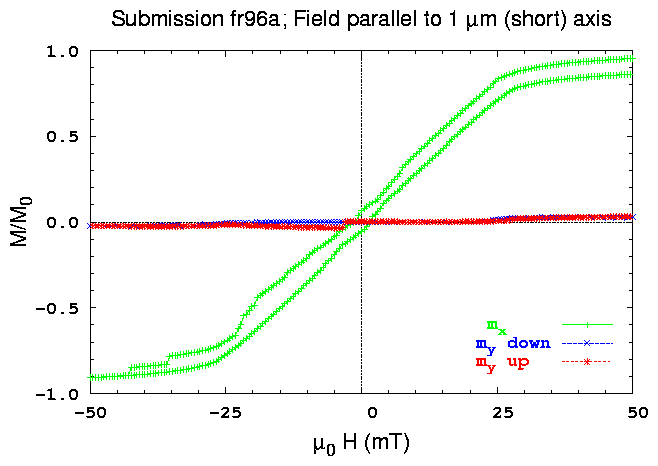 Submission fr96a; Field parallel to 1 µm (short) axis
1.0
0.5
0.0
−0.5
−1.0
M/M0
mx
my down
my up
−50 −25 0 25 50
µ0 H (mT)